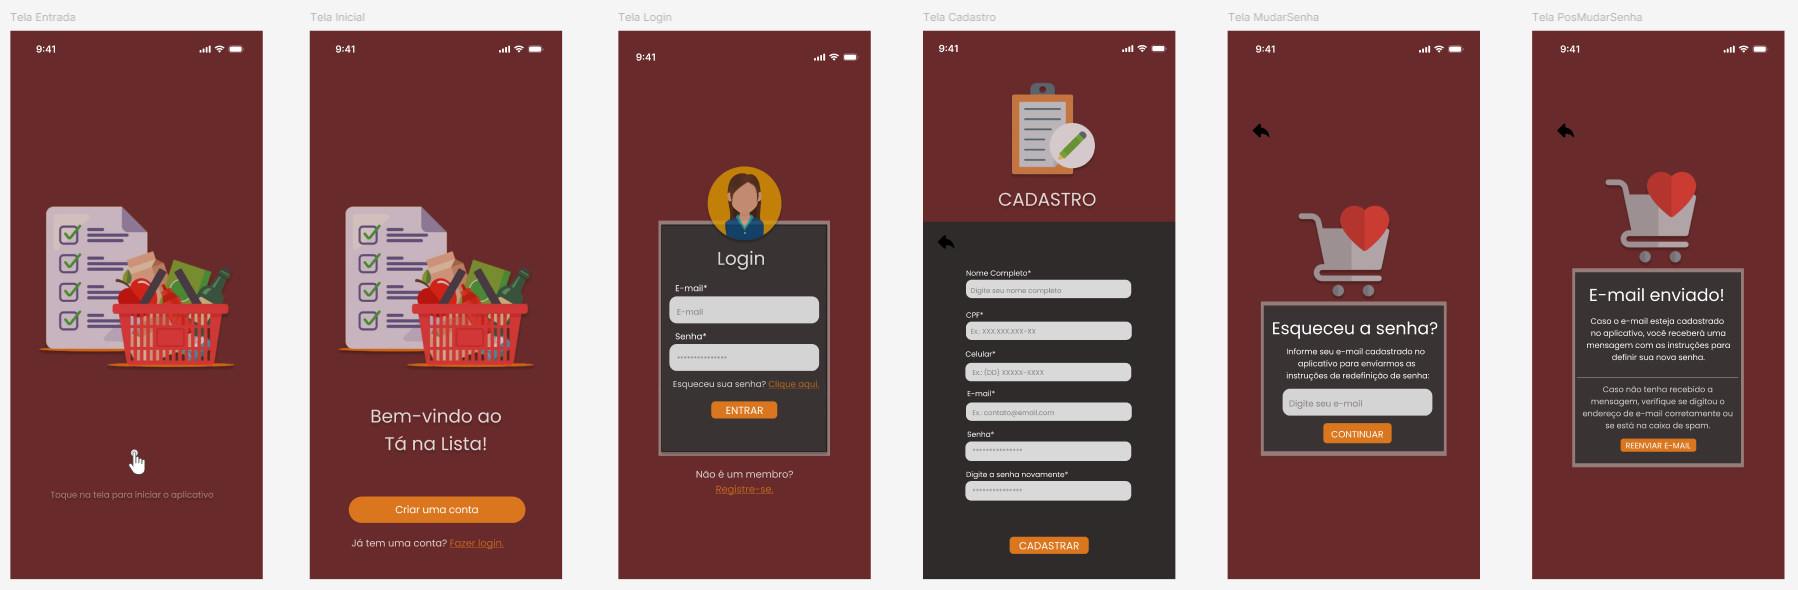 Tela Entrada
9:41
Toque na tela para iniciar o aplicativo
Tela Inicial
9:41
Bem-vindo ao
Tá na Lista!
Criar uma conta
Já tem uma conta? Fazer login.
Tela Login
9:41
Login
E-mail*
E-mail
Senha*
***************
Esqueceu sua senha? Clique aqui.
ENTRAR
Não é um membro?
Registre-se.
Tela Cadastro
9:41
CADASTRO
Nome Completo*
Digite seu nome completo
CPF*
Ex.: XXX.XXX.XXX-XX
Celular*
Ex.: (DD) XXXXX-XXXX
E-mail*
Ex.: contato@email.com
Senha*
***************
Digite a senha novamente*
***************
CADASTRAR
Tela MudarSenha
9:41
Esqueceu a senha?
Informe seu e-mail cadastrado no
aplicativo para enviarmos as
instruções de redefinição de senha:
Digite seu e-mail
CONTINUAR
Tela PosMudarSenha
9:41
E-mail enviado!
Caso o e-mail esteja cadastrado
no aplicativo, você receberá uma
mensagem com as instruções para
definir sua nova senha.
Caso não tenha recebido a
mensagem, verifique se digitou o
endereço de e-mail corretamente ou
se está na caixa de spam.
REENVIAR E-MAIL